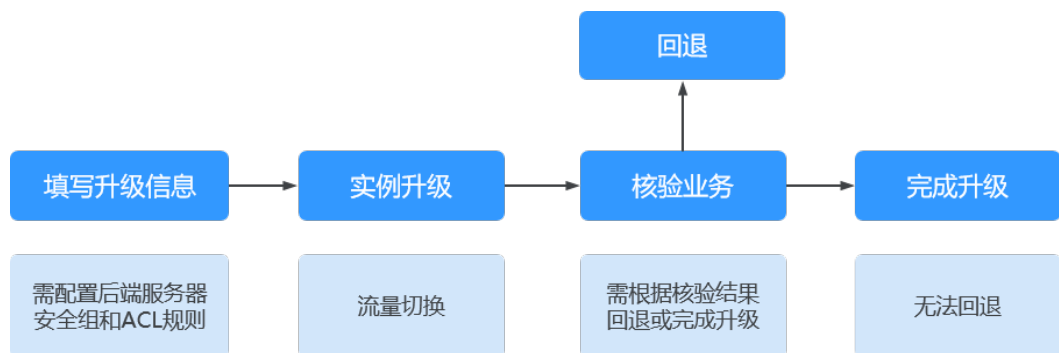 回退
填写升级信息
实例升级
核验业务
完成升级
需配置后端服务器
安全组和ACL规则
流量切换
需根据核验结果
回退或完成升级
无法回退